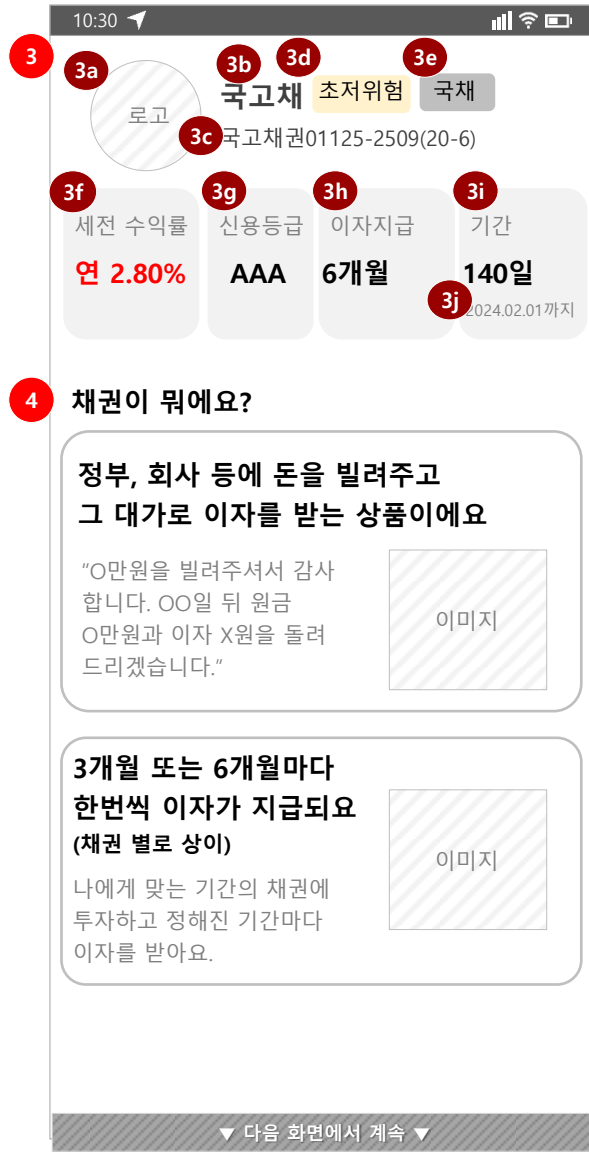 10:30
3
3a
3b
3d
3e
로고
국고채
초저위험
국채
3c
국고채권01125-2509(20-6)
3f
3g
3h
3i
세전 수익률
신용등급
이자지급
기간
연 2.80%
AAA
6개월
140일
3j
2024.02.01까지
4
채권이 뭐에요?
정부, 회사 등에 돈을 빌려주고
그 대가로 이자를 받는 상품이에요
“O만원을 빌려주셔서 감사
합니다. OO일 뒤 원금
O만원과 이자 X원을 돌려
드리겠습니다.”
이미지
3개월 또는 6개월마다
한번씩 이자가 지급되요
(채권 별로 상이)
나에게 맞는 기간의 채권에
투자하고 정해진 기간마다
이자를 받아요.
이미지
▼ 다음 화면에서 계속 ▼